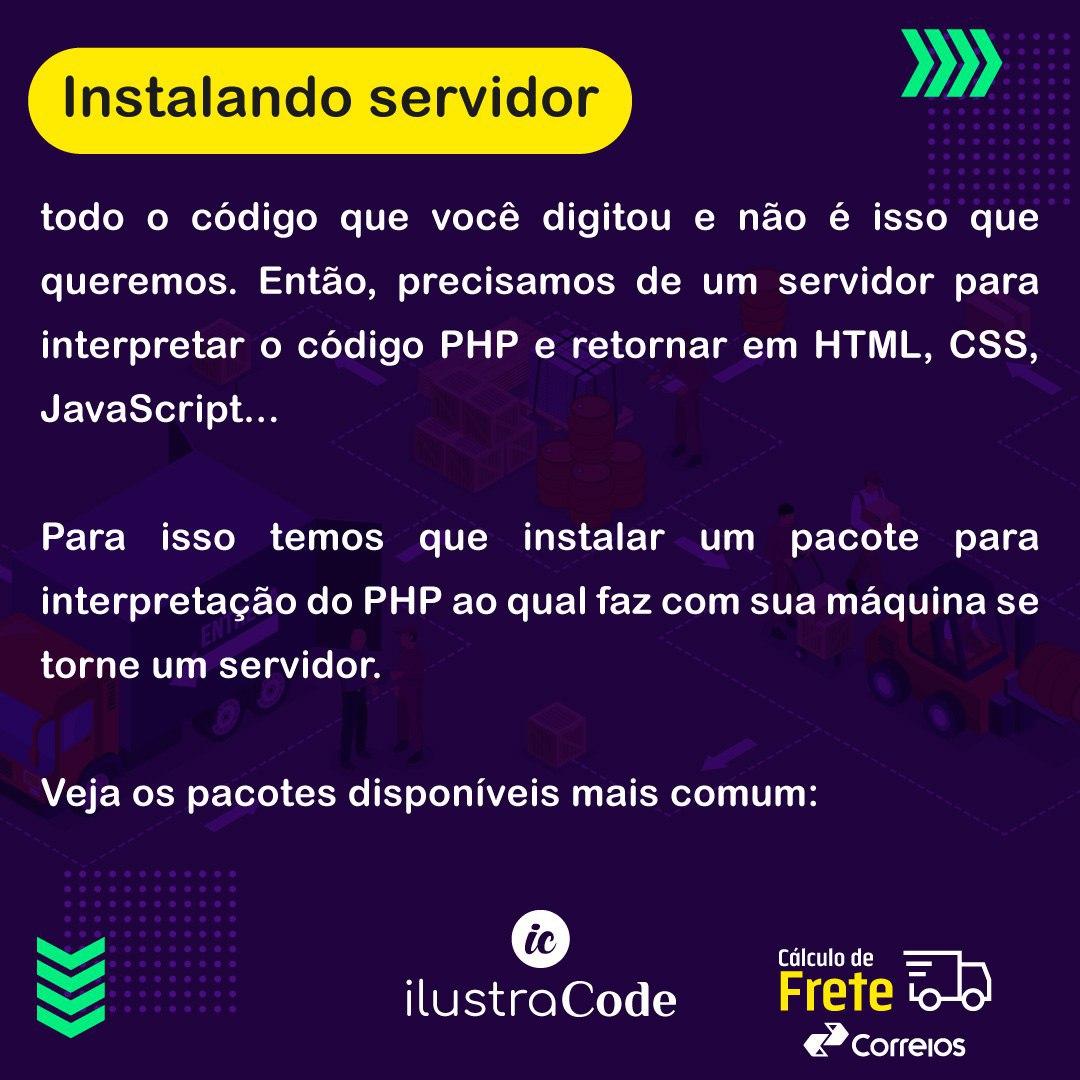 Instalando servidor
todo o código que você digitou e não é isso que
queremos. Então, precisamos de um servidor para
interpretar o código PHP e retornar em HTML, CSS,
JavaScript...
Para isso temos que instalar um pacote para
interpretação do PHP ao qual faz com sua máquina se
torne um servidor.
Veja os pacotes disponíveis mais comum:
ic
ilustraCode
Cálculo de
Frete
Correios